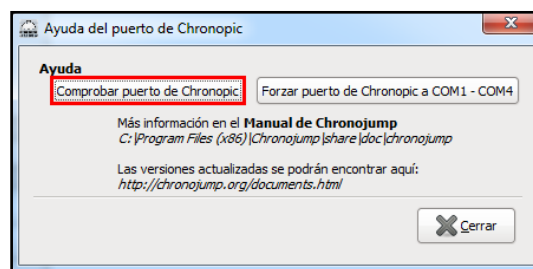 Ayuda del puerto de Chronopic
Ayuda
Comprobar puerto de Chronopic Forzar puerto de Chronopic a COM1 - COM4
Más información en el Manual de Chronojump
C:\Program Files (x86)\Chronojump\share\doc\chronojump
Las versiones actualizadas se podrán encontrar aquí:
http://chronojump.org/documents.html
Cerrar